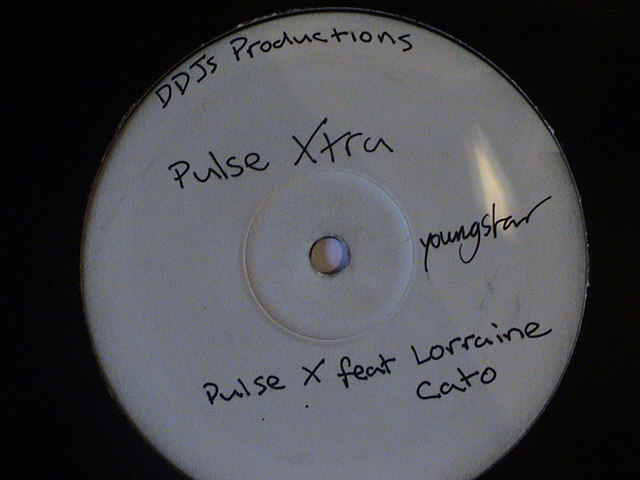 DDJs Productions
Pulse Xtra
youngstar
Pulse X feat Lorraine
Cato